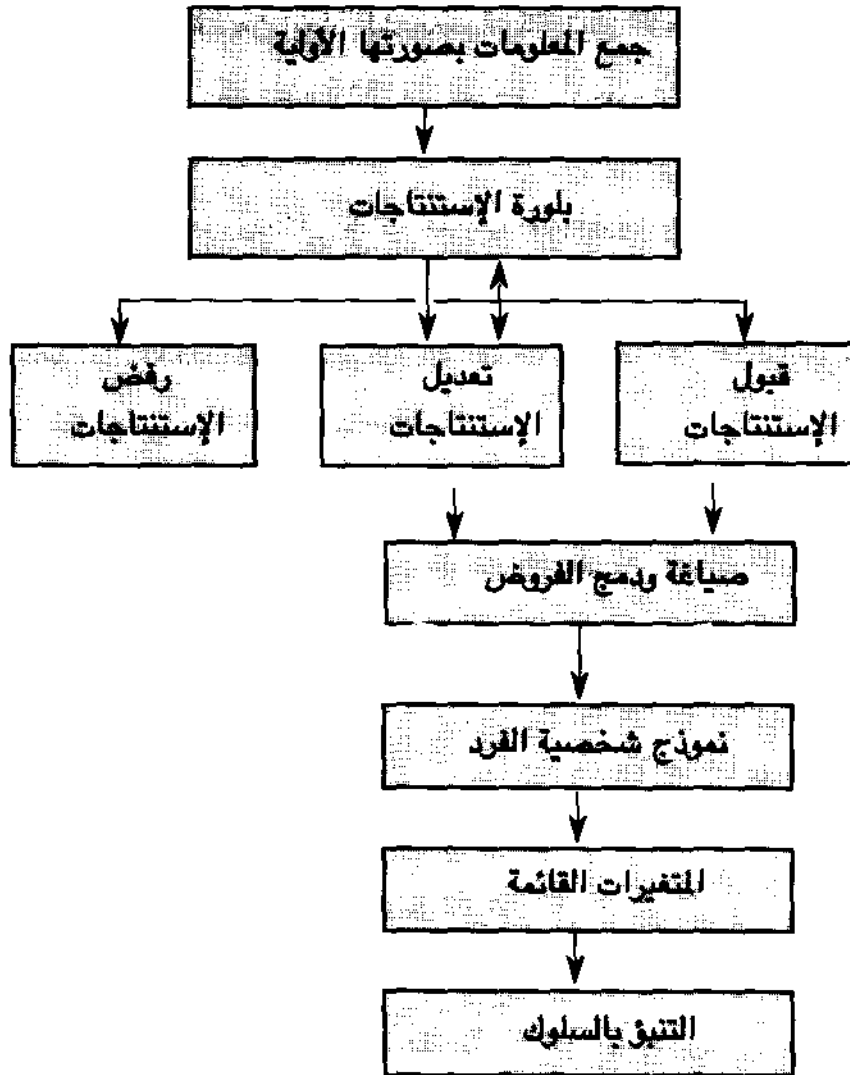 جمع المعلومات بصورتها الأولية
بلورة الإستنتاجات
قبول
الإستنتاجات
تعديل
الإستنتاجات
رفض
الإستنتاجات
صياغة ودمج الفروض
نموذج شخصية الفرد
المتغيرات القائمة
التنبؤ بالسلوك